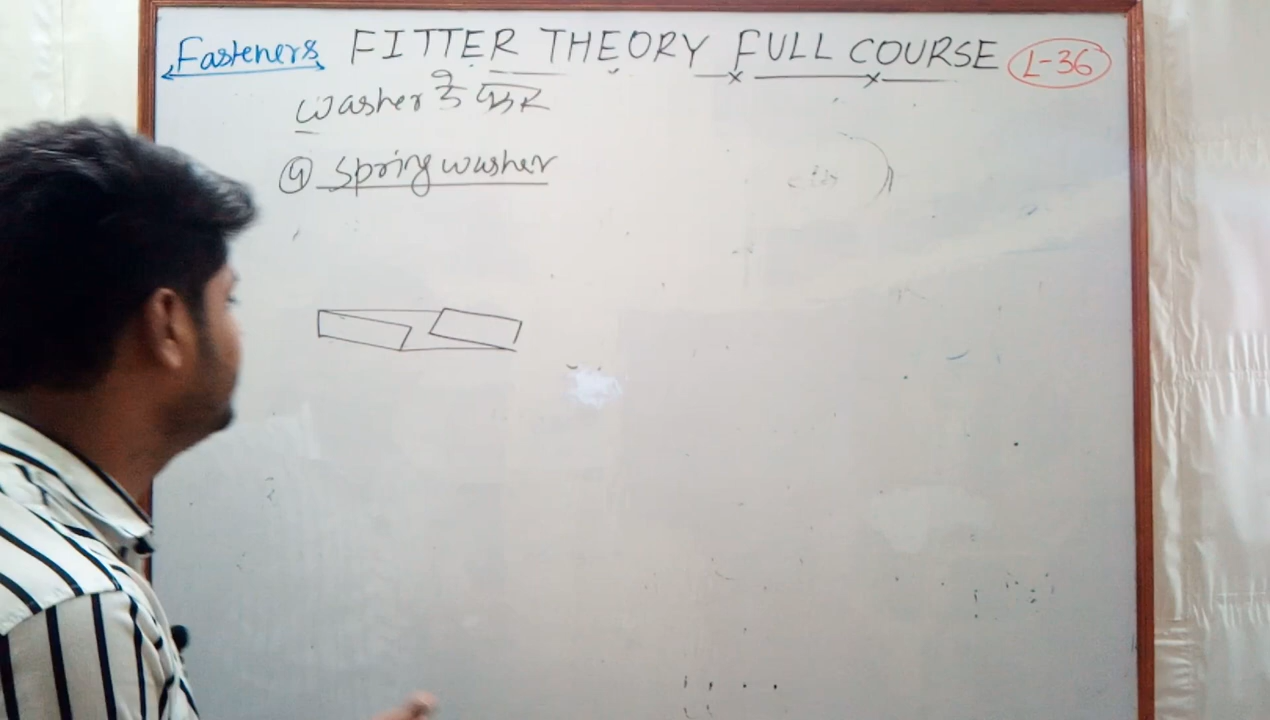 Fasteners FITTER THEORY FULL COURSE L-36
Washer के प्रकार
④ Spring washer